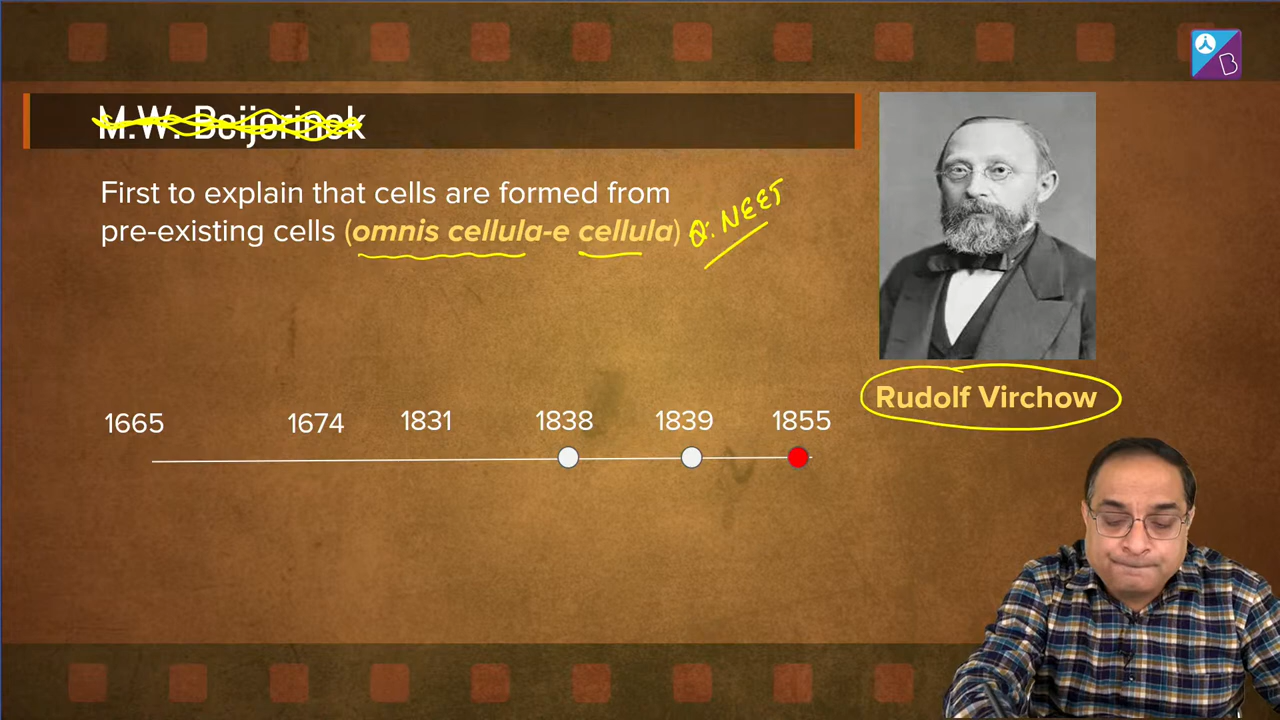 M.W. Beijerinck
First to explain that cells are formed from
pre-existing cells (omnis cellula-e cellula) Q: NEET
Rudolf Virchow
1665 1674 1831 1838 1839 1855
B